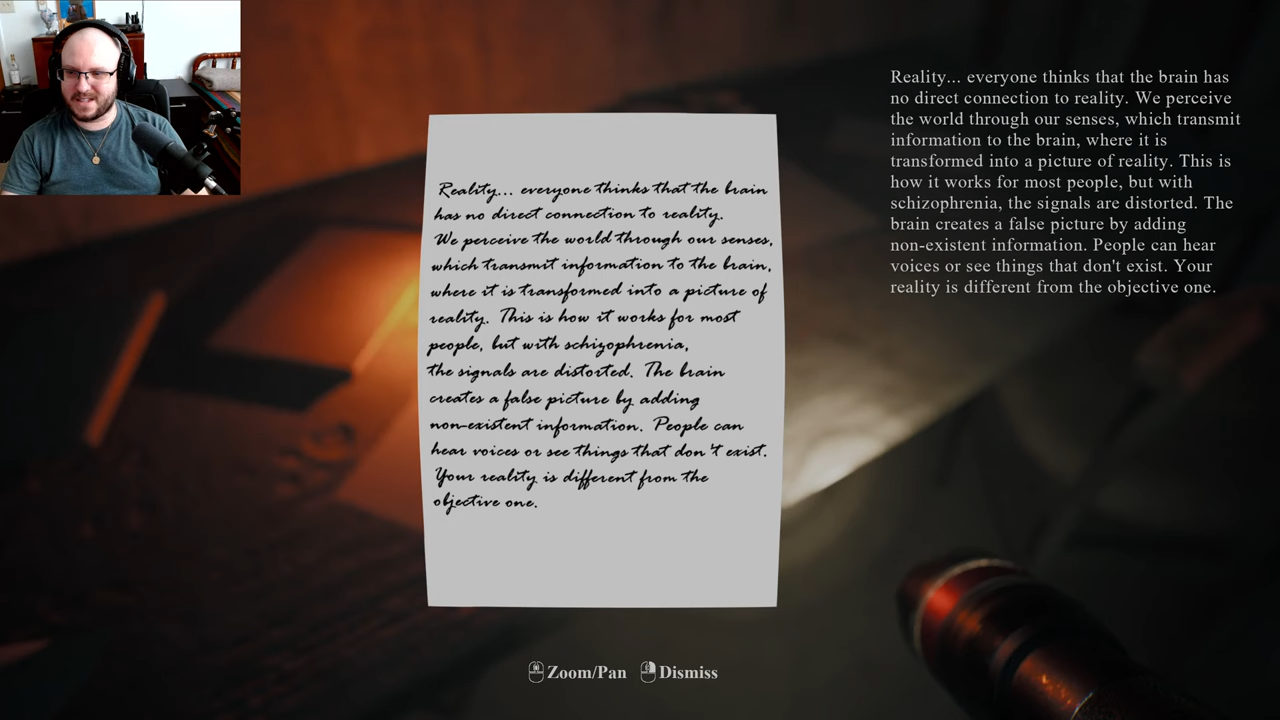 Reality... everyone thinks that the brain
has no direct connection to reality.
We perceive the world through our senses,
which transmit information to the brain,
where it is transformed into a picture of
reality. This is how it works for most
people, but with schizophrenia,
the signals are distorted. The brain
creates a false picture by adding
non-existent information. People can
hear voices or see things that don't exist.
Your reality is different from the
objective one.
Reality... everyone thinks that the brain has
no direct connection to reality. We perceive
the world through our senses, which transmit
information to the brain, where it is
transformed into a picture of reality. This is
how it works for most people, but with
schizophrenia, the signals are distorted. The
brain creates a false picture by adding
non-existent information. People can hear
voices or see things that don't exist. Your
reality is different from the objective one.
Zoom/Pan Dismiss